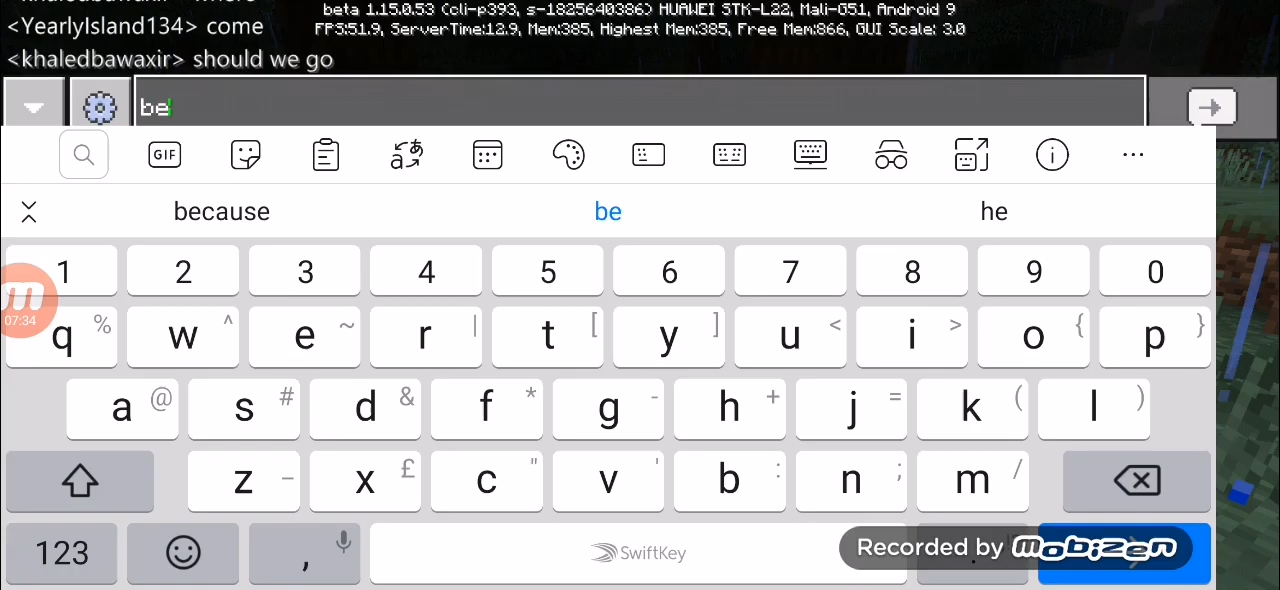 beta 1.15.0.53 (cli-p393, s-1825640386) HUAWEI STK-L22, Mali-G51, Android 9
<YearlyIsland134> come
FPS:51.9, ServerTime:12.9, Mem:385, Highest Mem:385, Free Mem:866, GUI Scale: 3.0
<khaledbawaxir> should we go
be
GIF
because be he
1 2 3 4 5 6 7 8 9 0
07:34
q % w ^ e ~ r | t [ y ] u < i > o { p }
a @ s # d & f * g - h + j = k ( l )
z _ x £ c " v ' b : n ; m /
123 , SwiftKey .
Recorded by mobizen